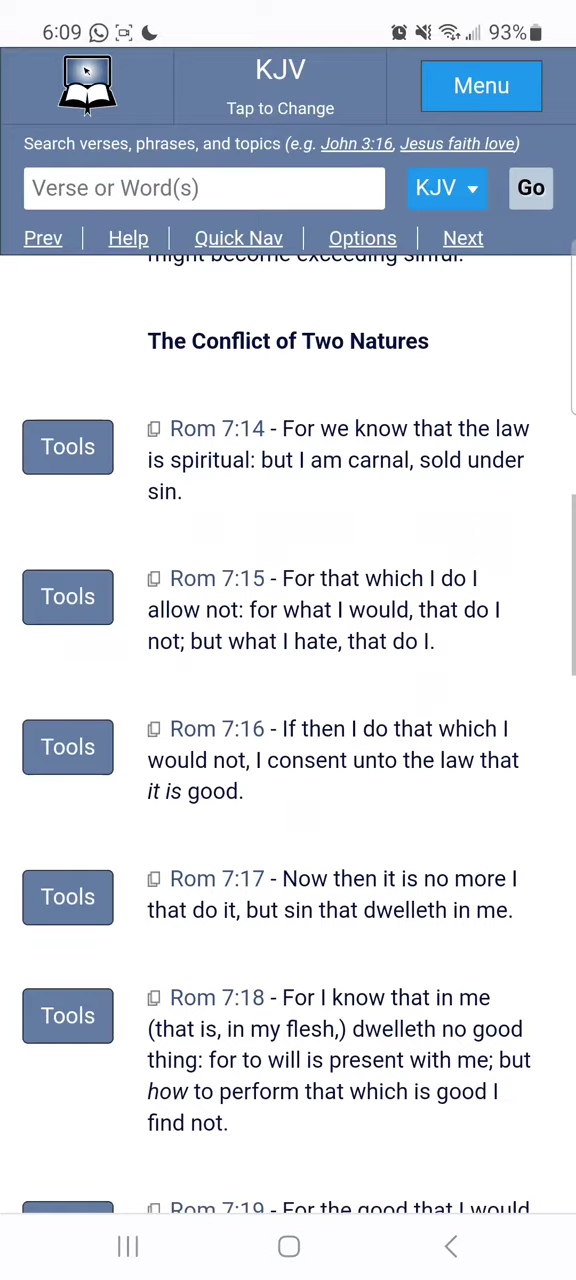 6:09 93%
KJV
Tap to Change
Menu
Search verses, phrases, and topics (e.g. John 3:16, Jesus faith love)
Verse or Word(s) KJV Go
Prev Help Quick Nav Options Next
might become exceeding sinful.
The Conflict of Two Natures
Tools
Rom 7:14 - For we know that the law
is spiritual: but I am carnal, sold under
sin.
Tools
Rom 7:15 - For that which I do I
allow not: for what I would, that do I
not; but what I hate, that do I.
Tools
Rom 7:16 - If then I do that which I
would not, I consent unto the law that
it is good.
Tools
Rom 7:17 - Now then it is no more I
that do it, but sin that dwelleth in me.
Tools
Rom 7:18 - For I know that in me
(that is, in my flesh,) dwelleth no good
thing: for to will is present with me; but
how to perform that which is good I
find not.
Rom 7:19 - For the good that I would